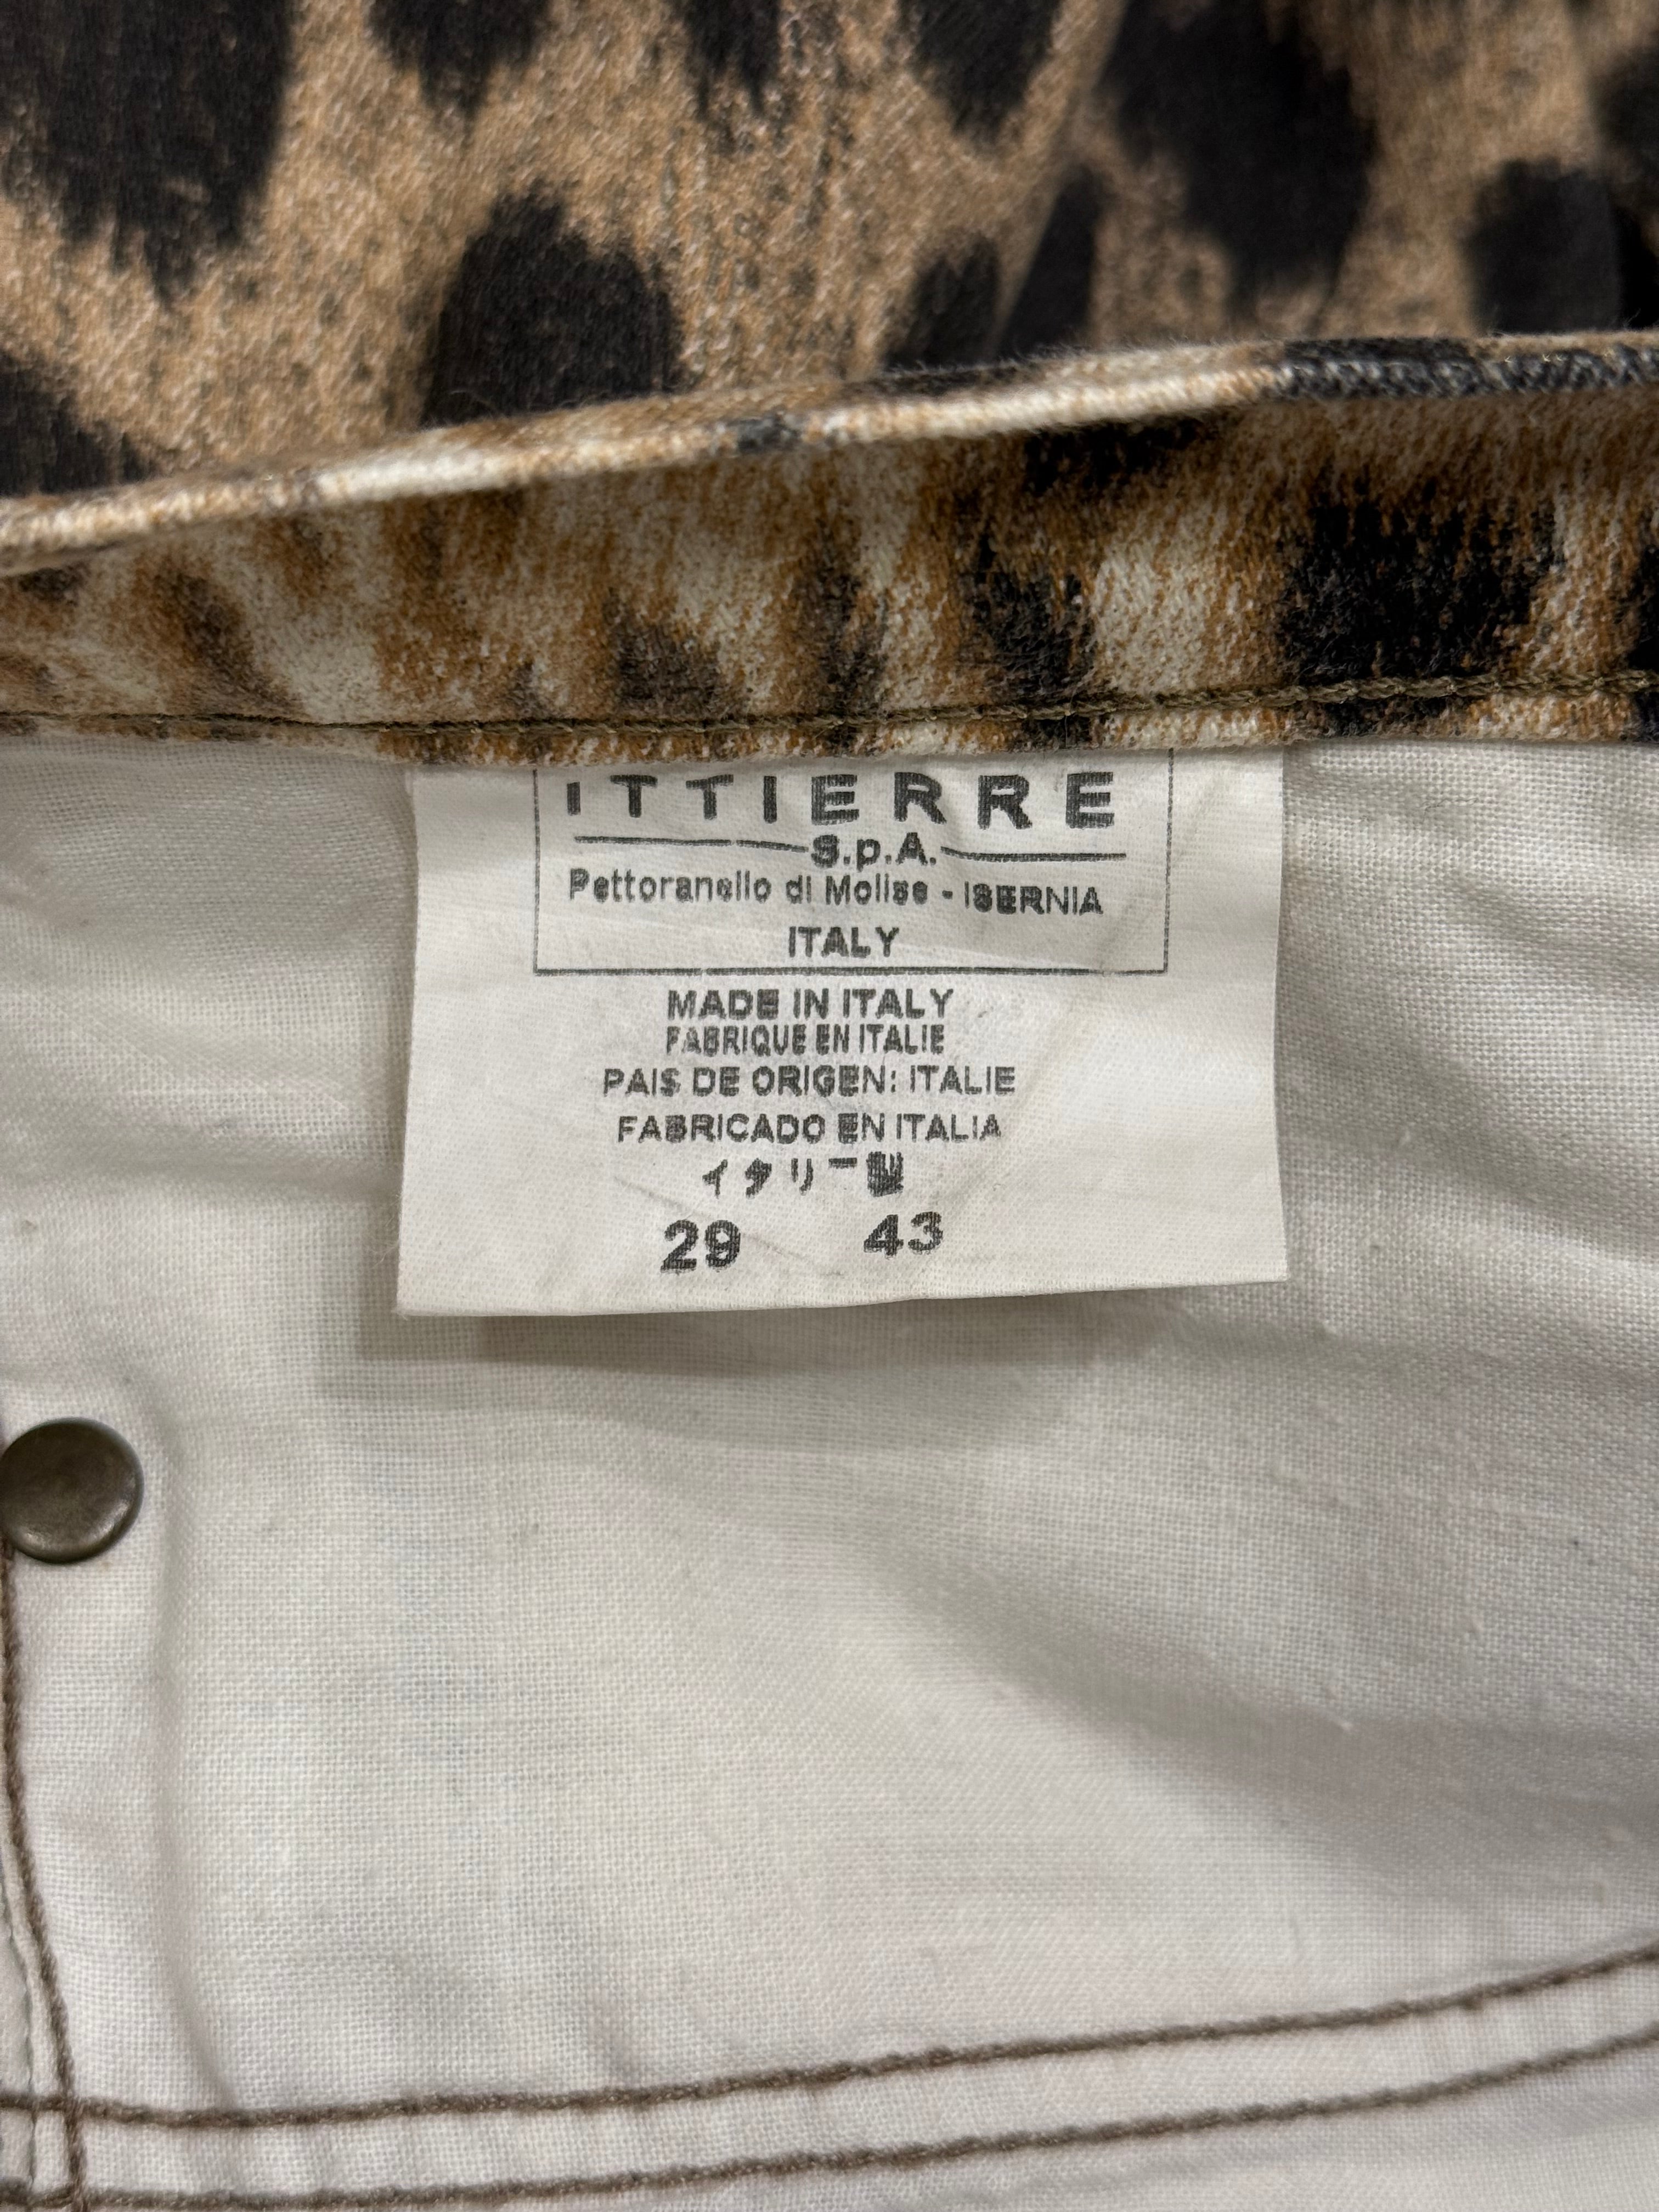 ITTIERRE
S.p.A.
Pettoranello di Molise - ISERNIA
ITALY
MADE IN ITALY
FABRIQUE EN ITALIE
PAIS DE ORIGEN: ITALIE
FABRICADO EN ITALIA
イタリー製
29 43